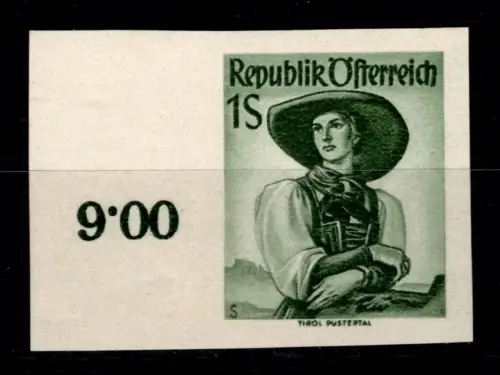 Republik Österreich
1S
9·00
S
TIROL PUSTERTAL